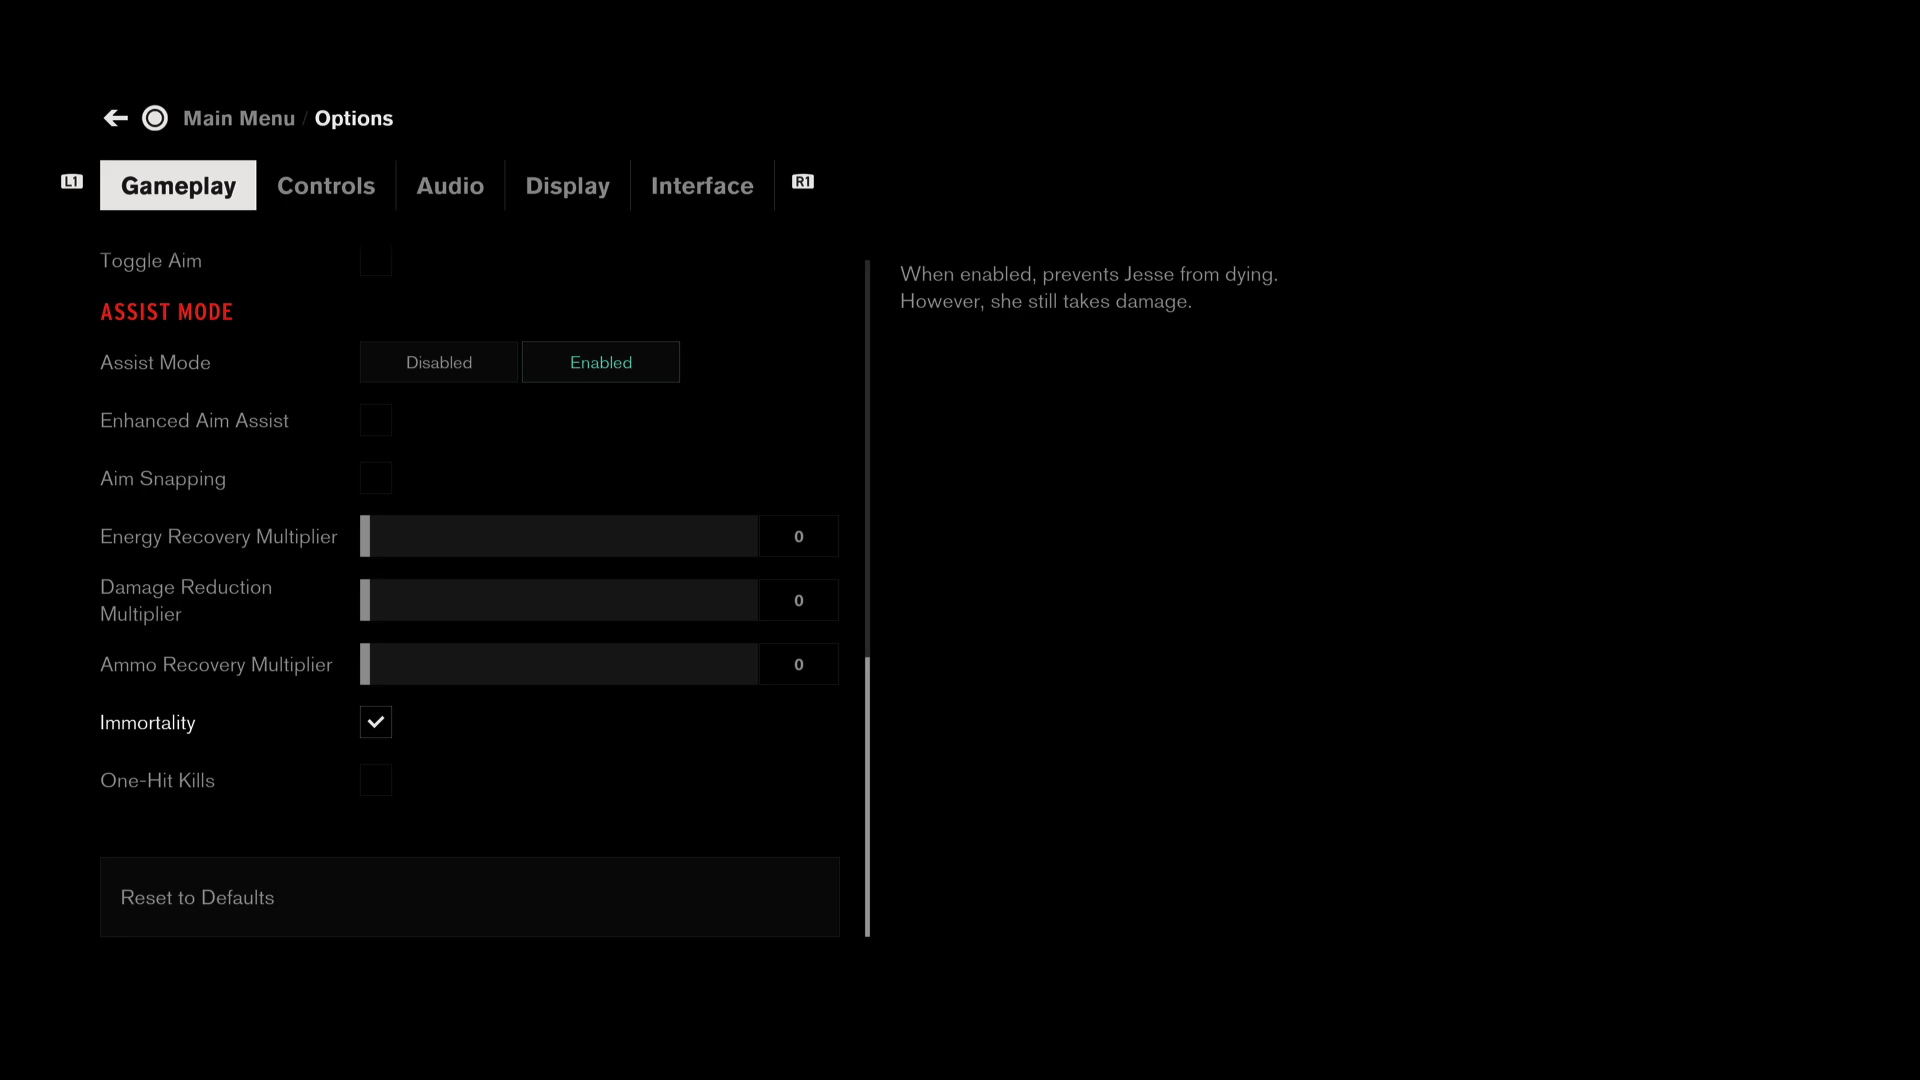 Main Menu / Options
L1 Gameplay Controls Audio Display Interface R1
Toggle Aim
ASSIST MODE
Assist Mode Disabled Enabled
Enhanced Aim Assist
Aim Snapping
Energy Recovery Multiplier 0
Damage Reduction
Multiplier 0
Ammo Recovery Multiplier 0
Immortality
One-Hit Kills
Reset to Defaults
When enabled, prevents Jesse from dying.
However, she still takes damage.